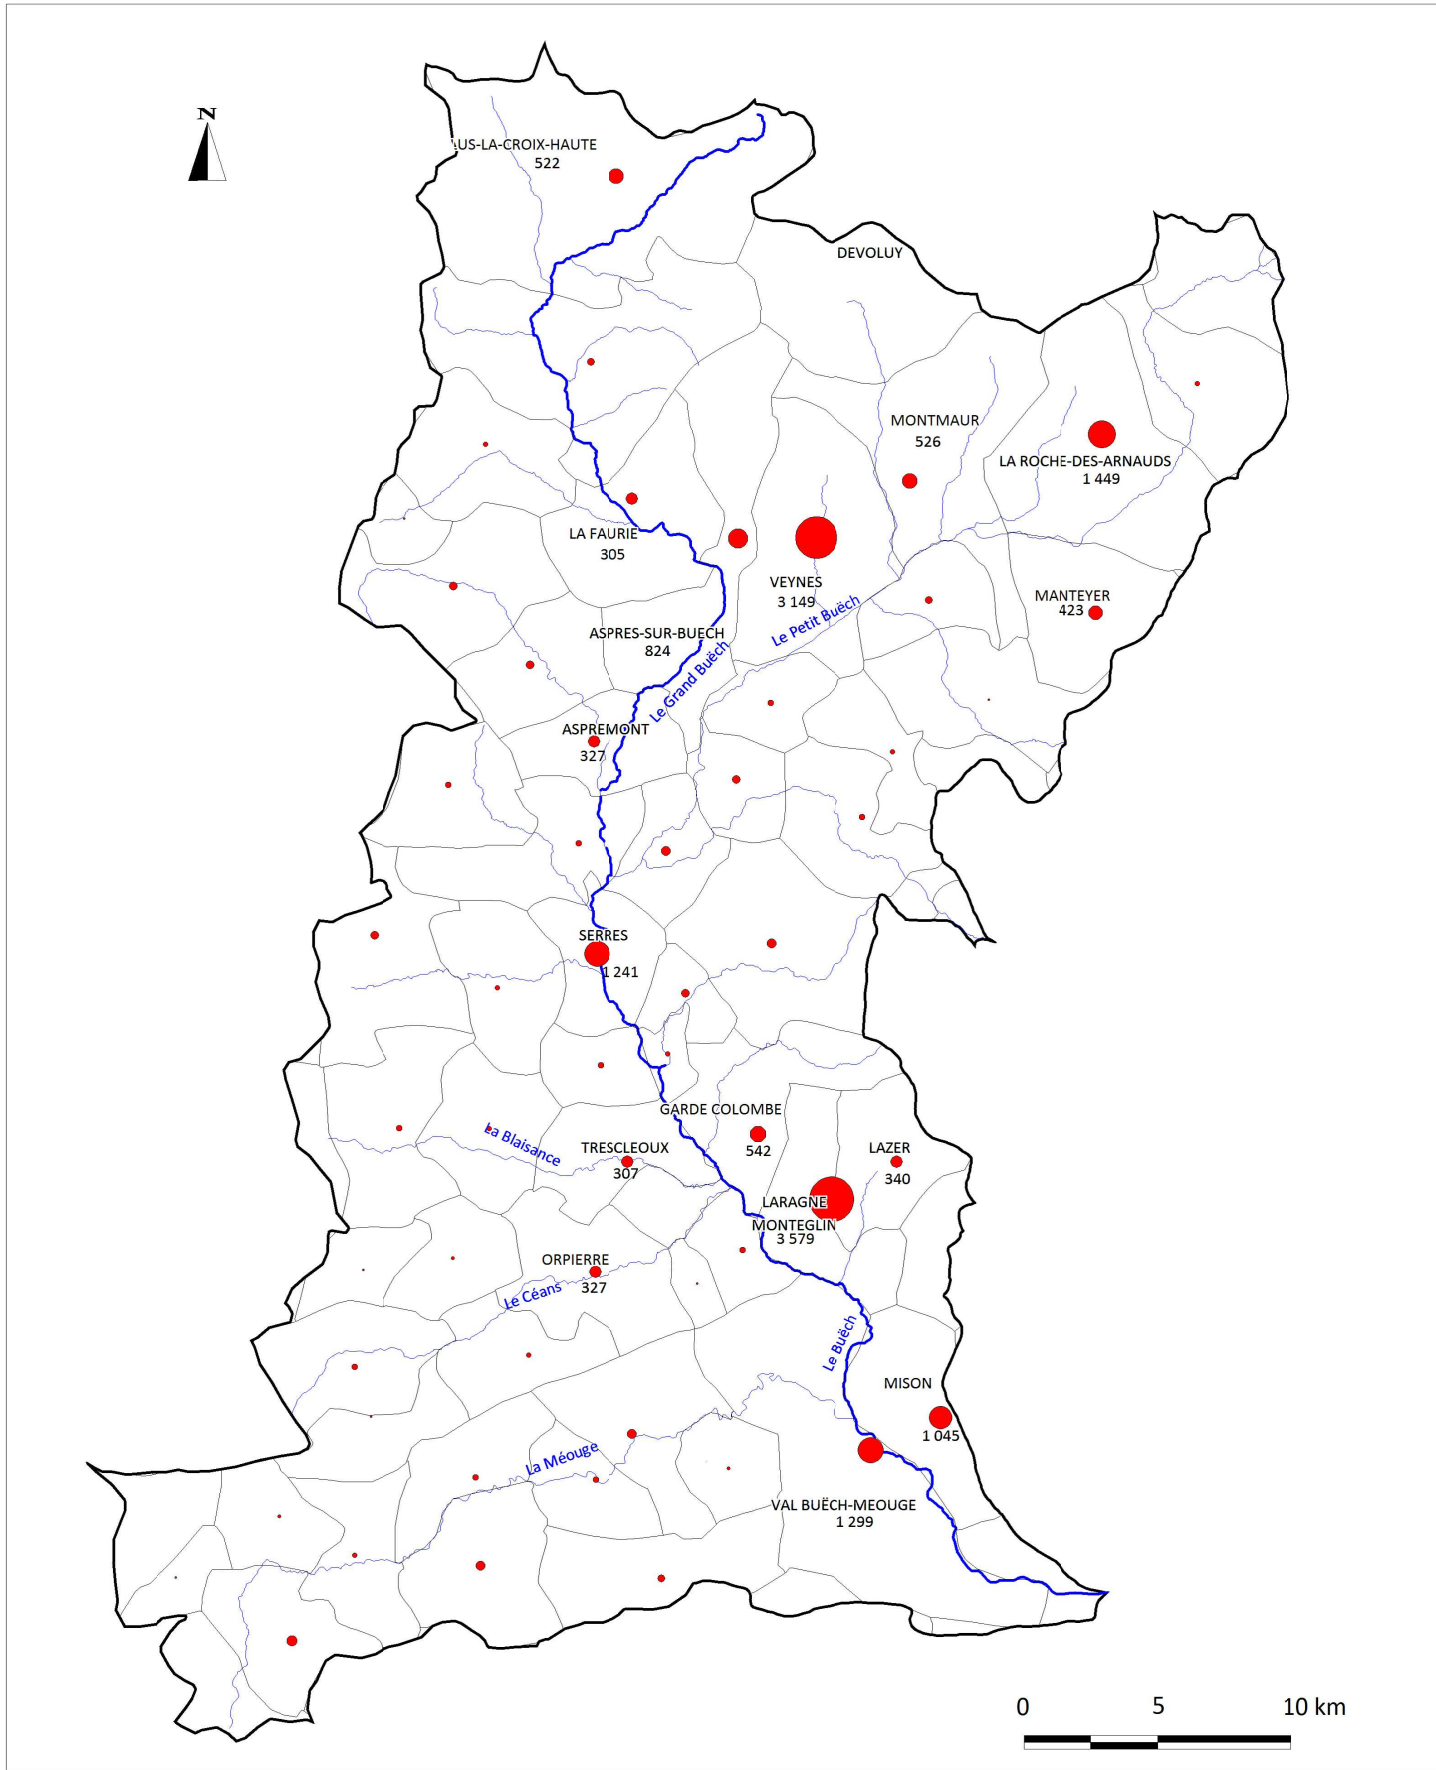 N
LUS-LA-CROIX-HAUTE
522
DEVOLUY
MONTMAUR
526
LA ROCHE-DES-ARNAUDS
1 449
LA FAURIE
305
VEYNES
3 149
MANTEYER
423
Le Petit Buëch
ASPRES-SUR-BUECH
824
Le Grand Buëch
ASPREMONT
327
SERRES
1 241
GARDE COLOMBE
542
La Blaisance
TRESCLEOUX
307
LAZER
340
LARAGNE
MONTEGLIN
3 579
ORPIERRE
327
Le Céans
Le Buëch
MISON
1 045
La Méouge
VAL BUËCH-MEOUGE
1 299
0 5 10 km